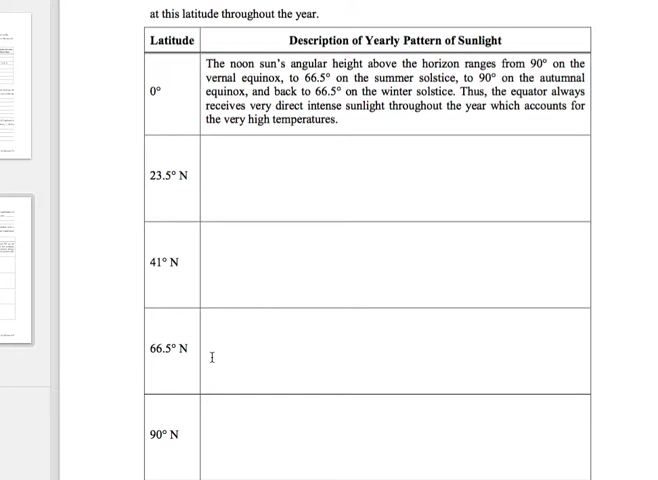 at this latitude throughout the year.
Latitude Description of Yearly Pattern of Sunlight
The noon sun's angular height above the horizon ranges from 90° on the
vernal equinox, to 66.5° on the summer solstice, to 90° on the autumnal
0° equinox, and back to 66.5° on the winter solstice. Thus, the equator always
receives very direct intense sunlight throughout the year which accounts for
the very high temperatures.
23.5° N
41° N
66.5° N
90° N